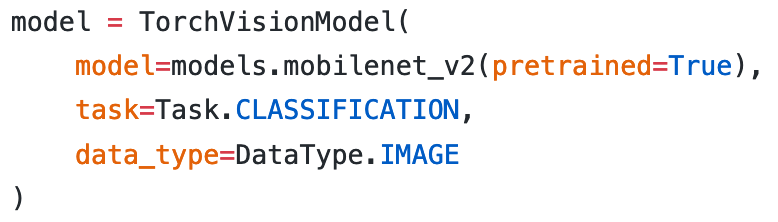 model = TorchVisionModel(
    model=models.mobilenet_v2(pretrained=True),
    task=Task.CLASSIFICATION,
    data_type=DataType.IMAGE
)